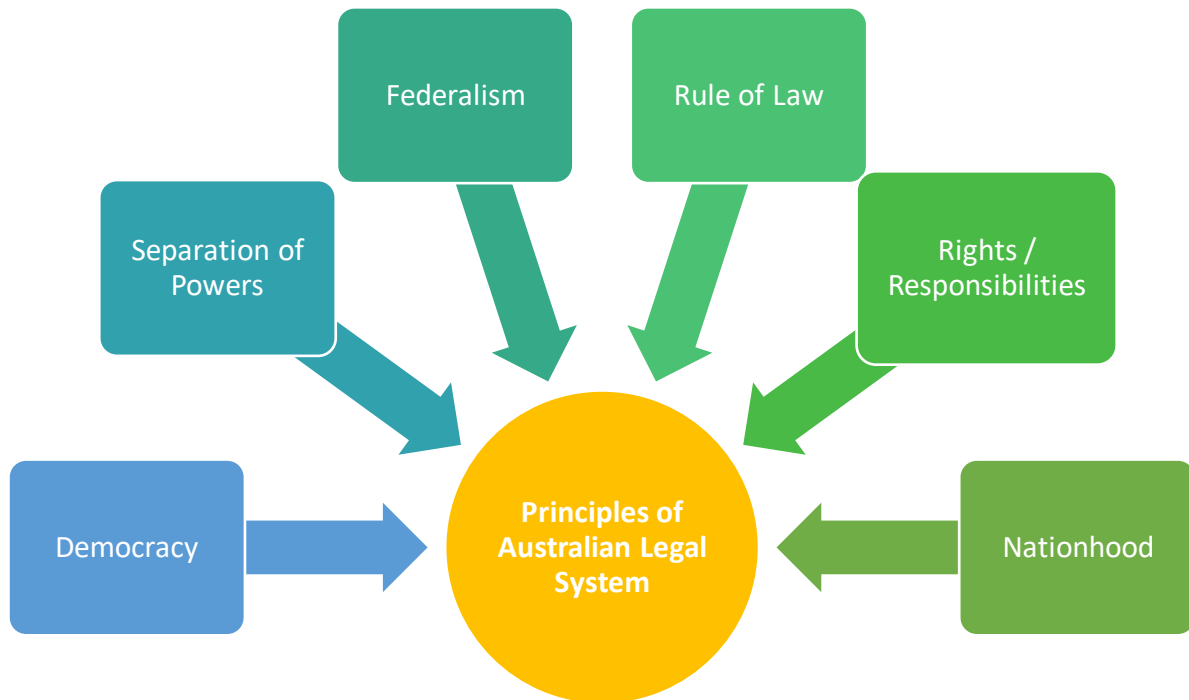 Federalism
Rule of Law
Separation of
Powers
Rights /
Responsibilities
Democracy
Principles of
Australian Legal
System
Nationhood